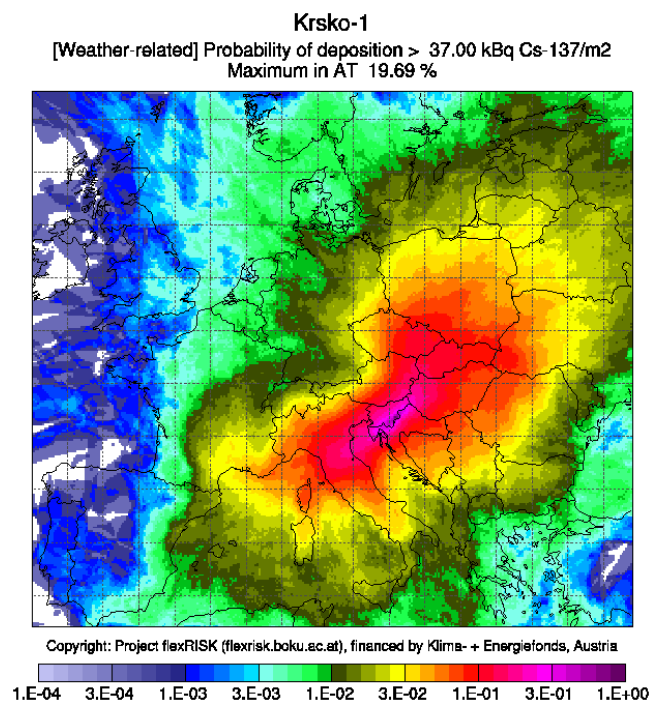 Krsko-1
[Weather-related] Probability of deposition > 37.00 kBq Cs-137/m2
Maximum in AT 19.69 %
Copyright: Project flexRISK (flexrisk.boku.ac.at), financed by Klima- + Energiefonds, Austria
1.E-04 3.E-04 1.E-03 3.E-03 1.E-02 3.E-02 1.E-01 3.E-01 1.E+00